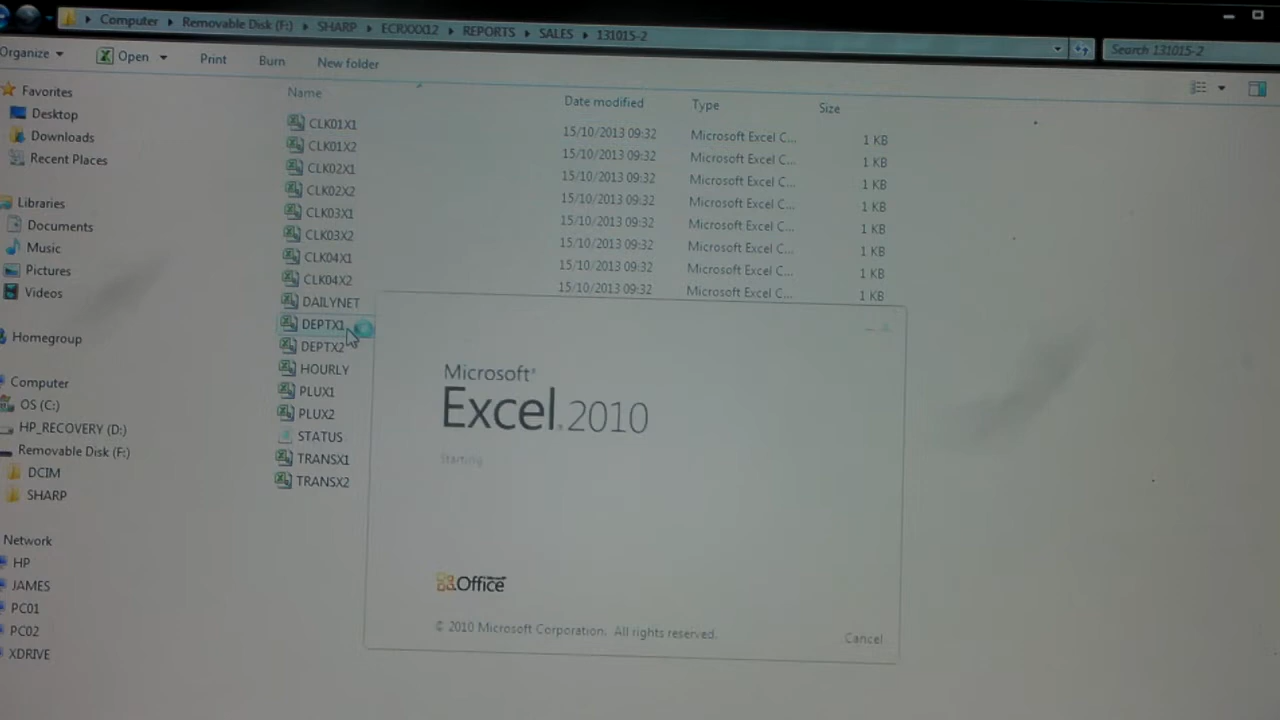 Computer Removable Disk (F:) SHARP ECR00012 REPORTS SALES 131015-2
Search 131015-2
Organize Open Print Burn New folder
Favorites
Desktop
Downloads
Recent Places
Libraries
Documents
Music
Pictures
Videos
Homegroup
Computer
OS (C:)
HP_RECOVERY (D:)
Removable Disk (F:)
DCIM
SHARP
Network
HP
JAMES
PC01
PC02
XDRIVE
Name Date modified Type Size
CLK01X1 15/10/2013 09:32 Microsoft Excel C... 1 KB
CLK01X2 15/10/2013 09:32 Microsoft Excel C... 1 KB
CLK02X1 15/10/2013 09:32 Microsoft Excel C... 1 KB
CLK02X2 15/10/2013 09:32 Microsoft Excel C... 1 KB
CLK03X1 15/10/2013 09:32 Microsoft Excel C... 1 KB
CLK03X2 15/10/2013 09:32 Microsoft Excel C... 1 KB
CLK04X1 15/10/2013 09:32 Microsoft Excel C... 1 KB
CLK04X2 15/10/2013 09:32 Microsoft Excel C... 1 KB
DAILYNET
DEPTX1
DEPTX2
HOURLY
PLUX1
PLUX2
STATUS
TRANSX1
TRANSX2
Microsoft®
Excel®2010
Starting
Microsoft Office
© 2010 Microsoft Corporation. All rights reserved.
Cancel